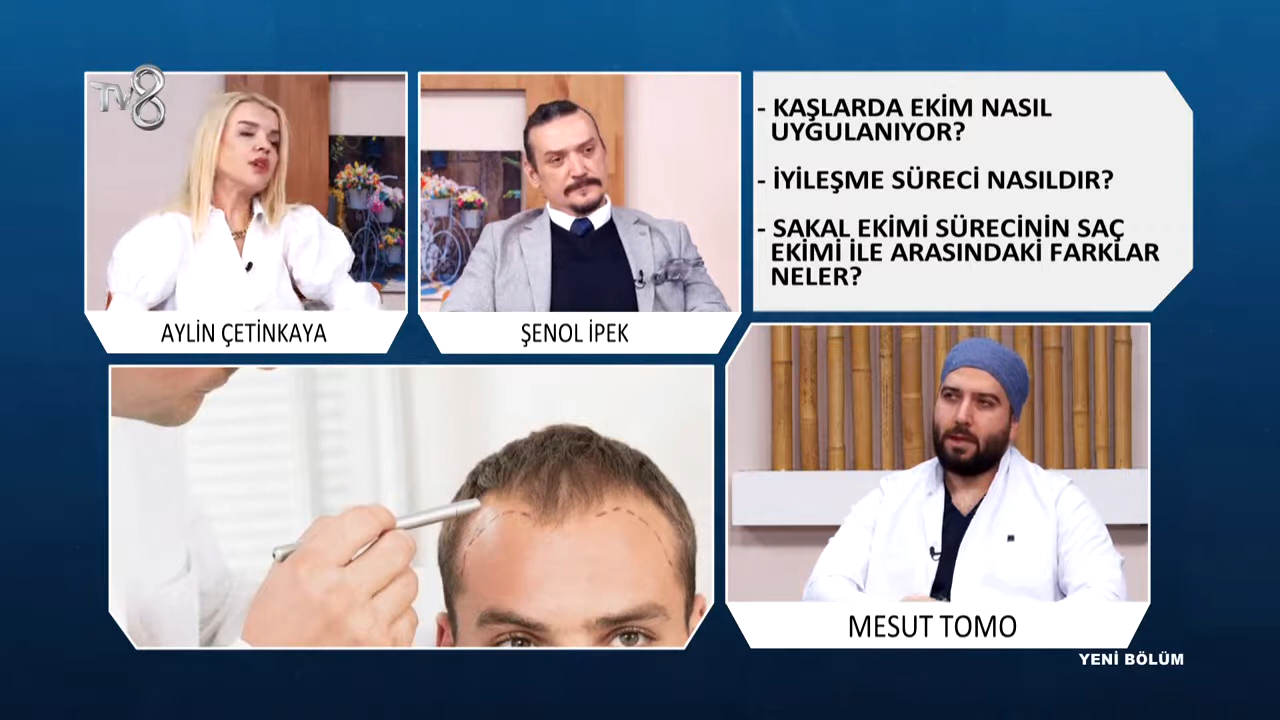 TV8
AYLİN ÇETİNKAYA
ŞENOL İPEK
- KAŞLARDA EKİM NASIL
UYGULANIYOR?
- İYİLEŞME SÜRECİ NASILDIR?
- SAKAL EKİMİ SÜRECİNİN SAÇ
EKİMİ İLE ARASINDAKİ FARKLAR
NELER?
MESUT TOMO
YENİ BÖLÜM